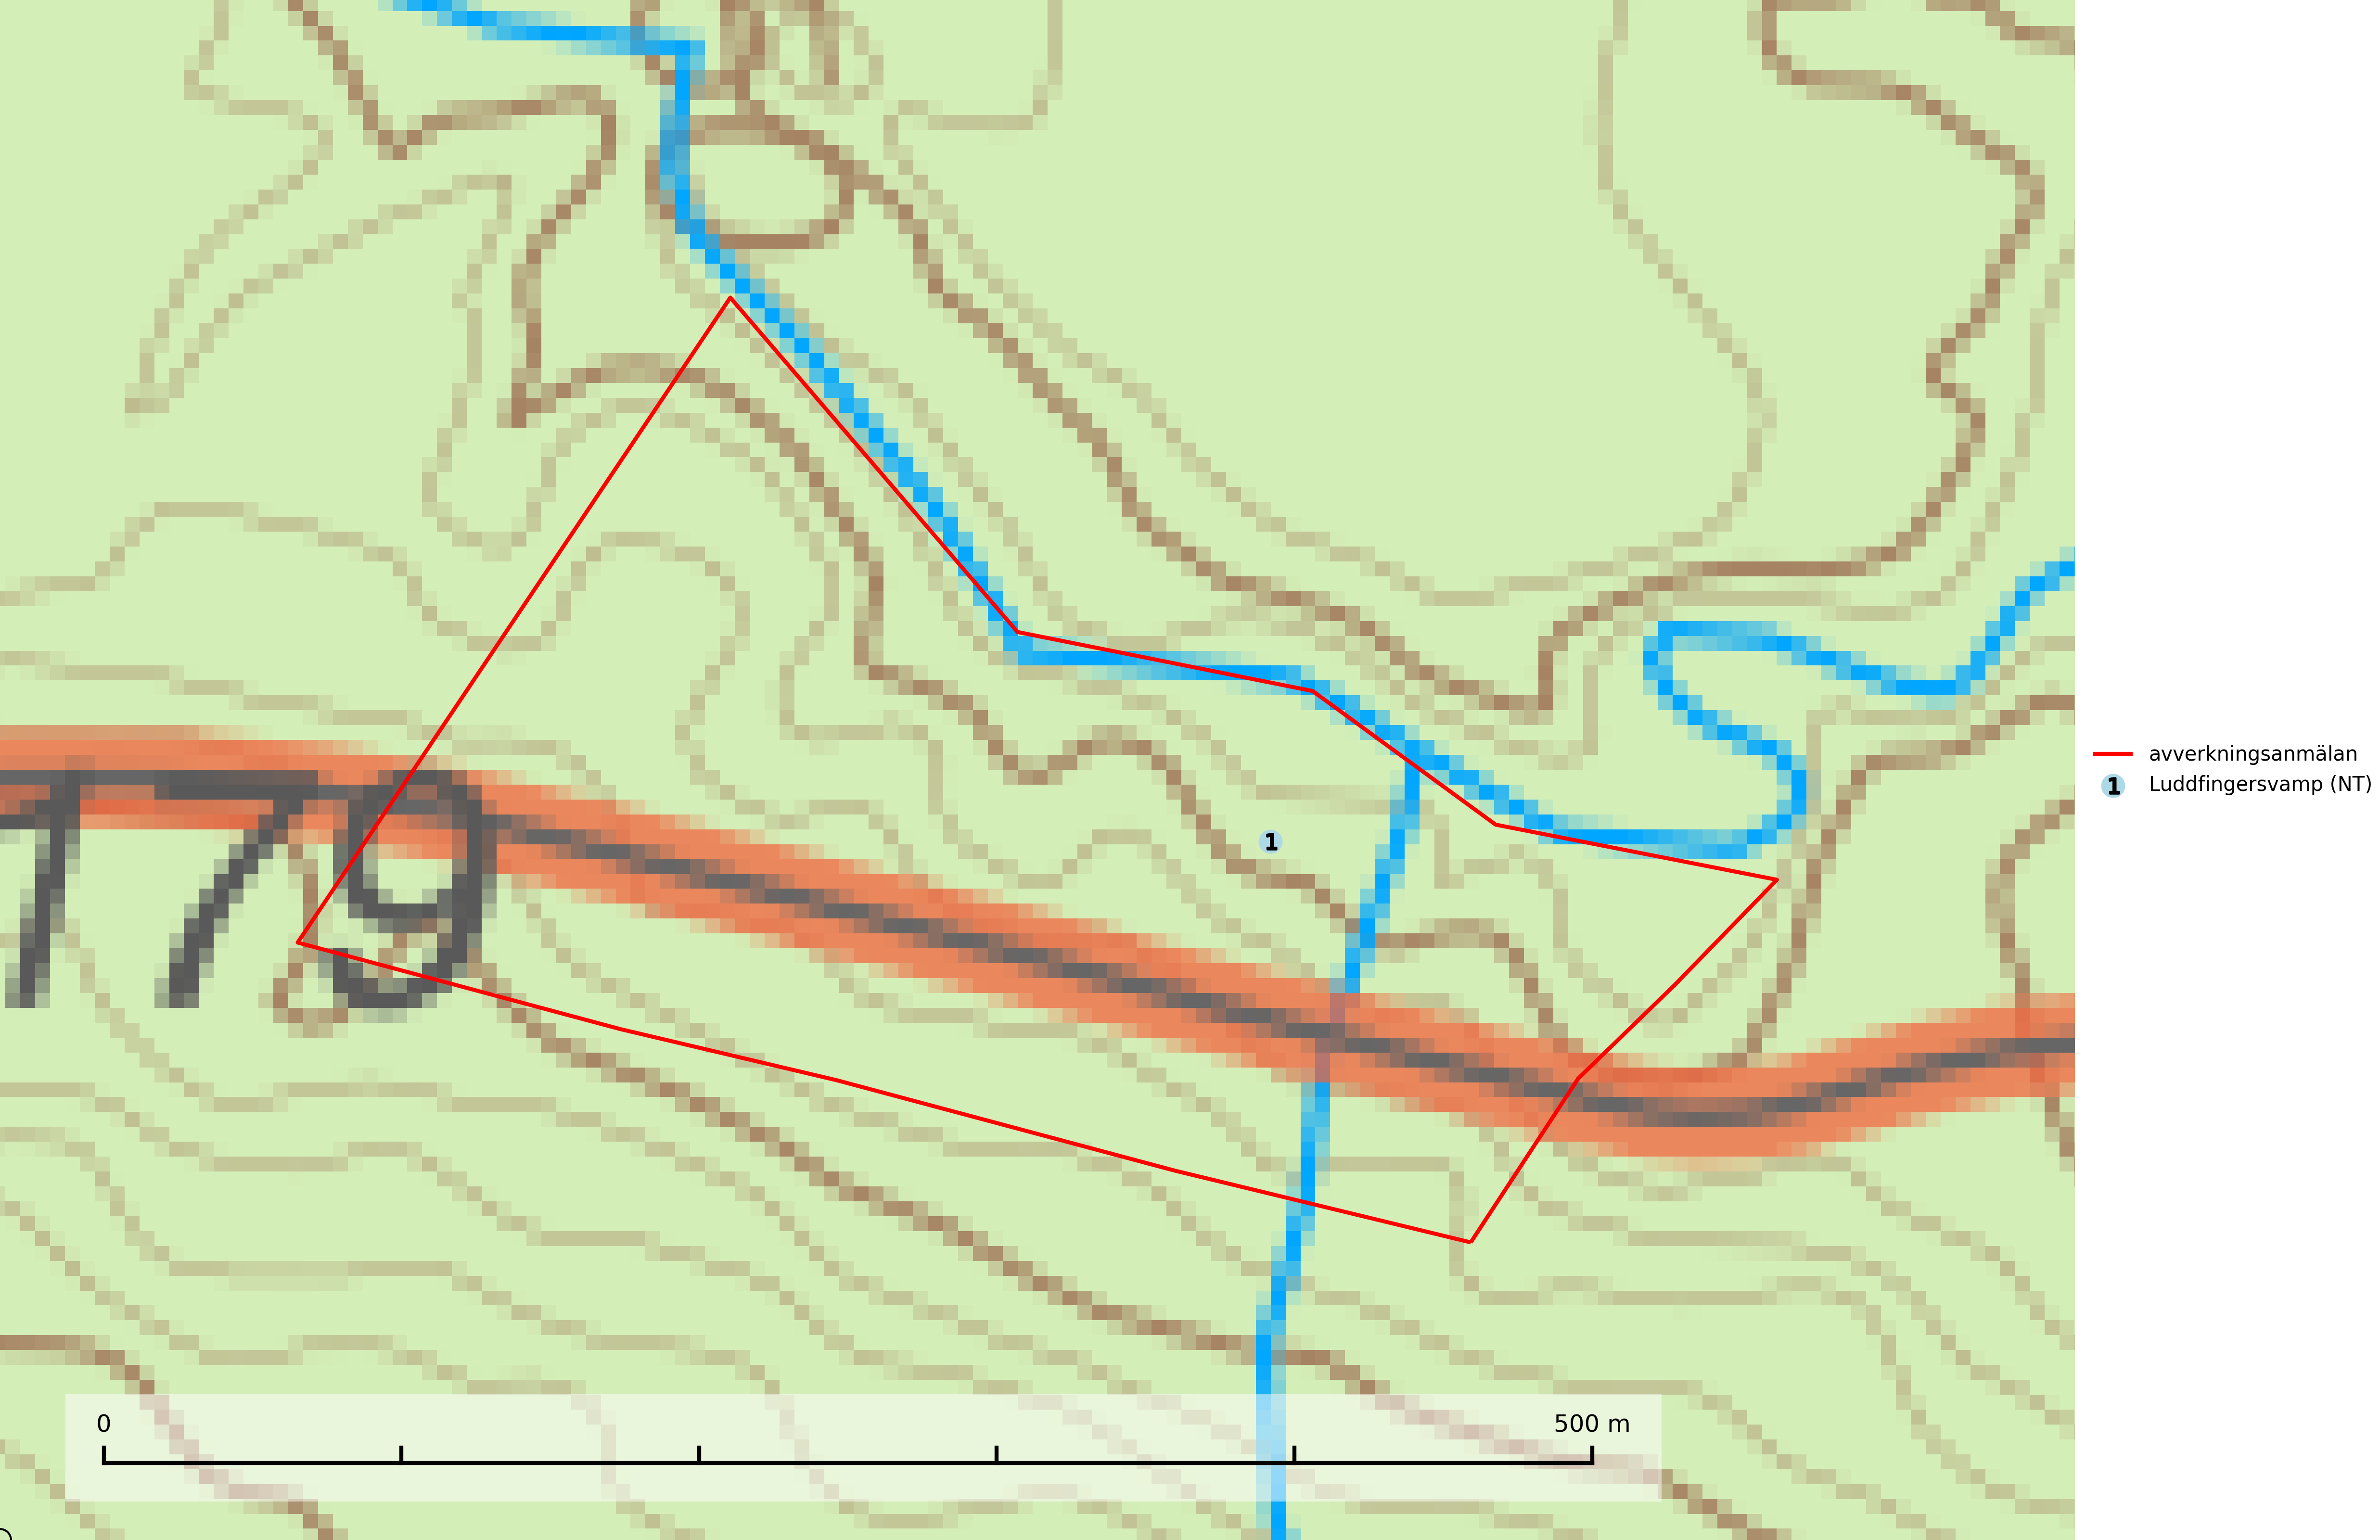 179
1
0 500 m
avverkningsanmälan
1 Luddfingersvamp (NT)